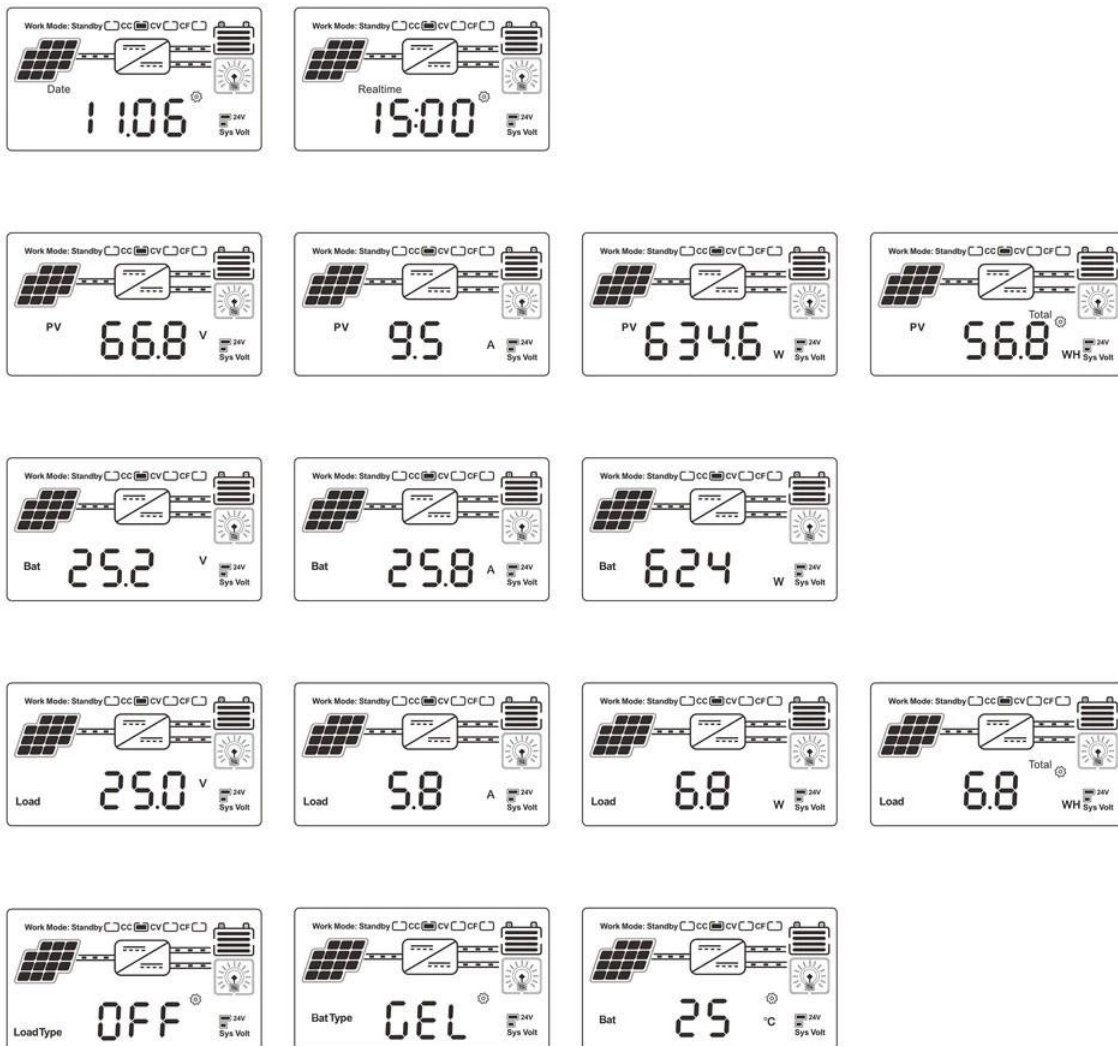 Work Mode: Standby CC CV CF
Date
11.06
24V
Sys Volt
Work Mode: Standby CC CV CF
Realtime
15:00
24V
Sys Volt
Work Mode: Standby CC CV CF
PV
66.8 V
24V
Sys Volt
Work Mode: Standby CC CV CF
PV
9.5 A
24V
Sys Volt
Work Mode: Standby CC CV CF
PV
634.6 W
24V
Sys Volt
Work Mode: Standby CC CV CF
Total
PV
56.8 WH
24V
Sys Volt
Work Mode: Standby CC CV CF
Bat
25.2 V
24V
Sys Volt
Work Mode: Standby CC CV CF
Bat
25.8 A
24V
Sys Volt
Work Mode: Standby CC CV CF
Bat
624 W
24V
Sys Volt
Work Mode: Standby CC CV CF
Load
25.0 V
24V
Sys Volt
Work Mode: Standby CC CV CF
Load
5.8 A
24V
Sys Volt
Work Mode: Standby CC CV CF
Load
6.8 W
24V
Sys Volt
Work Mode: Standby CC CV CF
Total
Load
6.8 WH
24V
Sys Volt
Work Mode: Standby CC CV CF
Load Type
OFF
24V
Sys Volt
Work Mode: Standby CC CV CF
Bat Type
GEL
24V
Sys Volt
Work Mode: Standby CC CV CF
Bat
25 °C
24V
Sys Volt